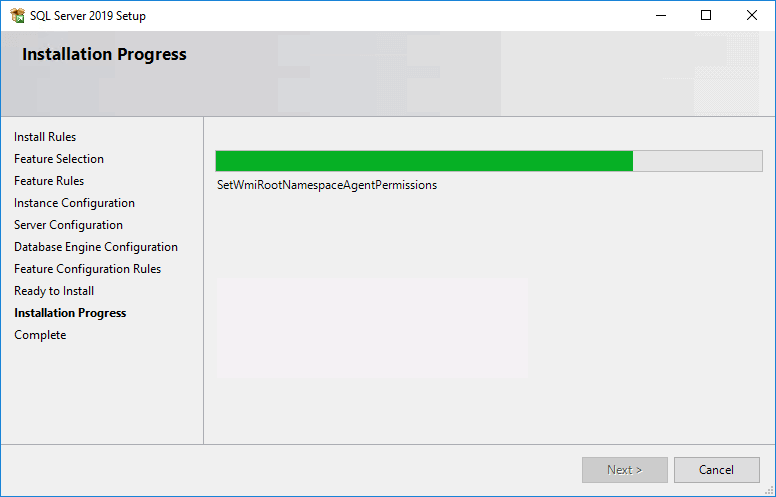 SQL Server 2019 Setup
Installation Progress
Install Rules
Feature Selection
Feature Rules
Instance Configuration
Server Configuration
Database Engine Configuration
Feature Configuration Rules
Ready to Install
Installation Progress
Complete
SetWmiRootNamespaceAgentPermissions
Next >
Cancel